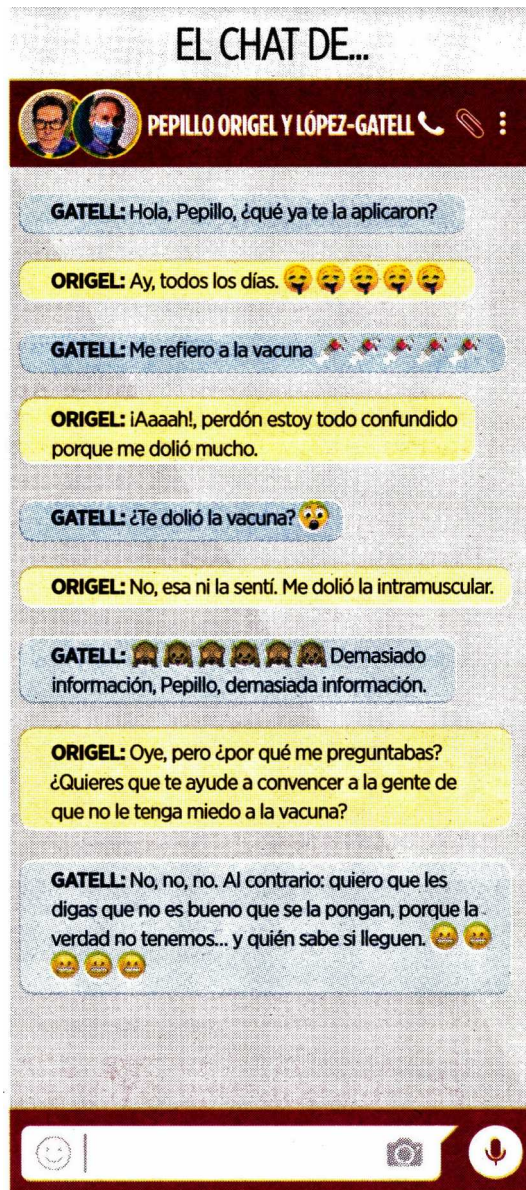 EL CHAT DE...
PEPILLO ORIGEL Y LÓPEZ-GATELL
GATELL: Hola, Pepillo, ¿qué ya te la aplicaron?
ORIGEL: Ay, todos los días. 🤤🤤🤤🤤🤤
GATELL: Me refiero a la vacuna 💉💉💉💉💉
ORIGEL: ¡Aaaah!, perdón estoy todo confundido
porque me dolió mucho.
GATELL: ¿Te dolió la vacuna? 😱
ORIGEL: No, esa ni la sentí. Me dolió la intramuscular.
GATELL: 🙈🙈🙈🙈🙈🙈 Demasiado
información, Pepillo, demasiada información.
ORIGEL: Oye, pero ¿por qué me preguntabas?
¿Quieres que te ayude a convencer a la gente de
que no le tenga miedo a la vacuna?
GATELL: No, no, no. Al contrario: quiero que les
digas que no es bueno que se la pongan, porque la
verdad no tenemos... y quién sabe si lleguen. 😬😬
😬😬😬